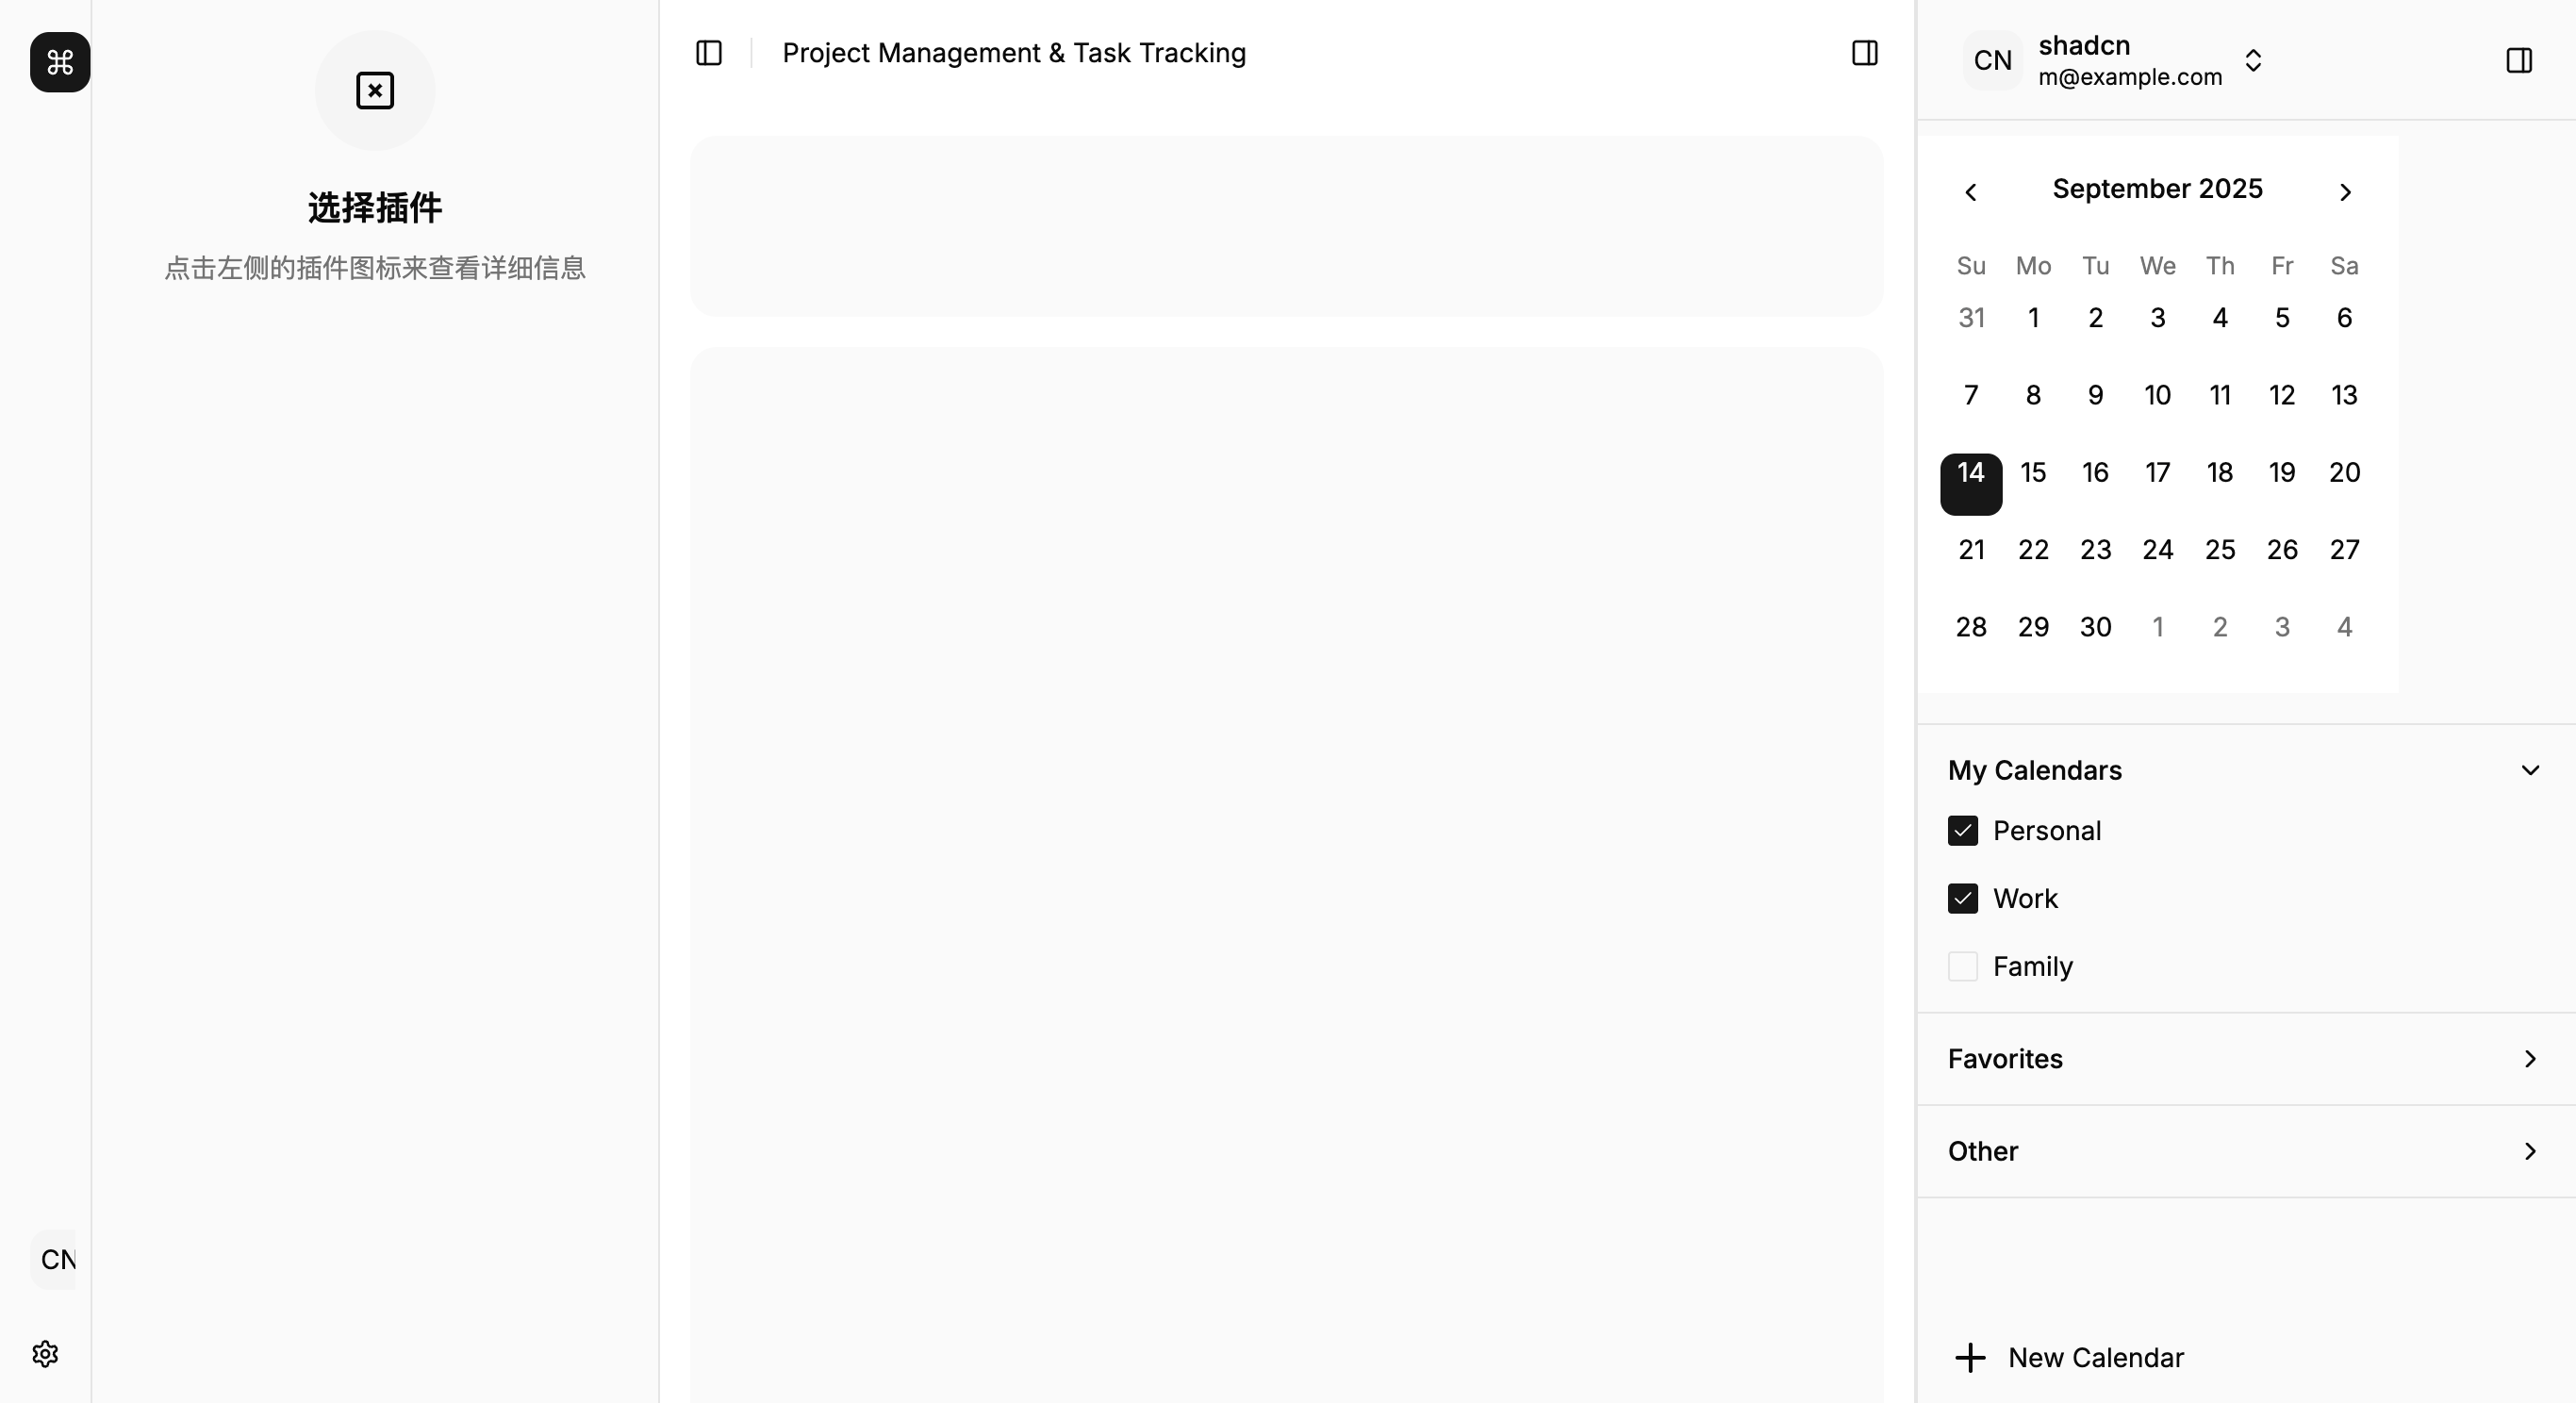 选择插件
点击左侧的插件图标来查看详细信息
CN
Project Management & Task Tracking
CN
shadcn
m@example.com
September 2025
Su Mo Tu We Th Fr Sa
31 1 2 3 4 5 6
7 8 9 10 11 12 13
14 15 16 17 18 19 20
21 22 23 24 25 26 27
28 29 30 1 2 3 4
My Calendars
Personal
Work
Family
Favorites
Other
New Calendar